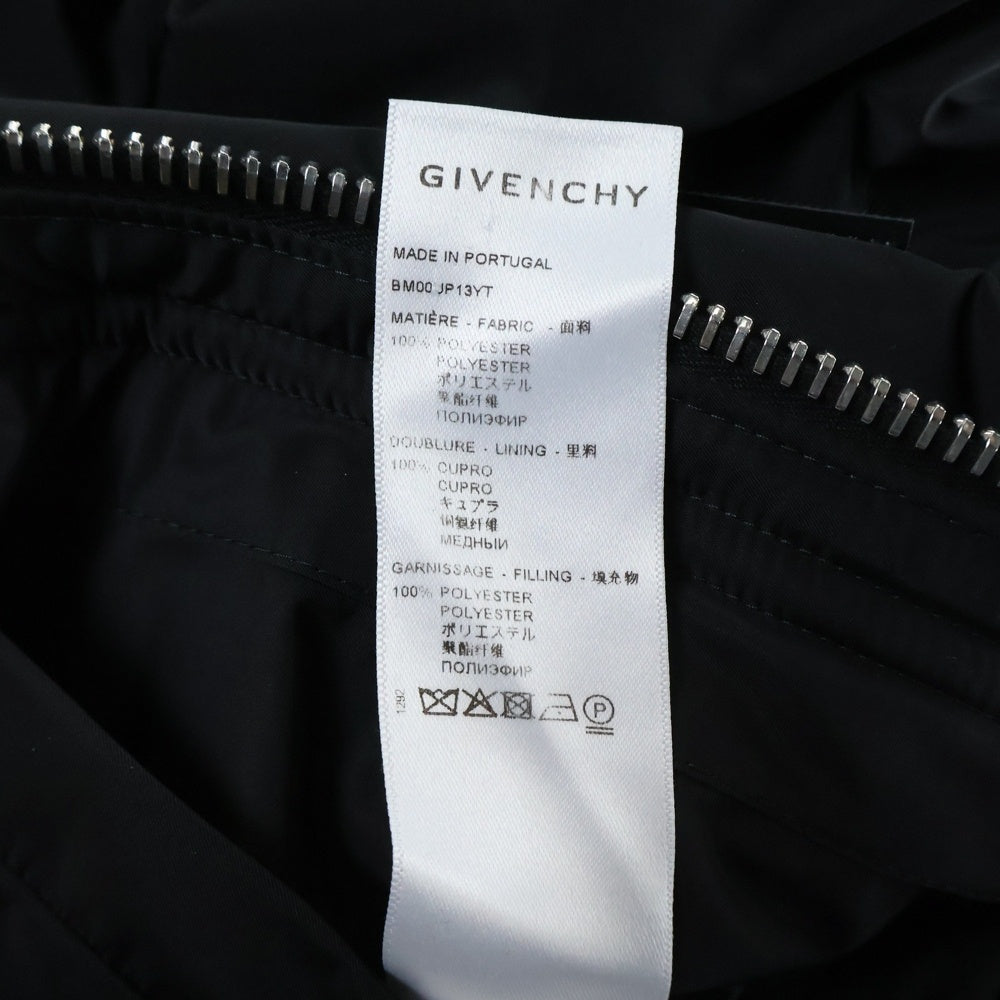 GIVENCHY
MADE IN PORTUGAL
BM00JP13YT
MATIÈRE - FABRIC - 面料
100% POLYESTER
POLYESTER
ポリエステル
聚酯纤维
ПОЛИЭФИР
DOUBLURE - LINING - 里料
100% CUPRO
CUPRO
キュプラ
铜氨纤维
МЕДНЫЙ
GARNISSAGE - FILLING - 填充物
100% POLYESTER
POLYESTER
ポリエステル
聚酯纤维
ПОЛИЭФИР
1292
P